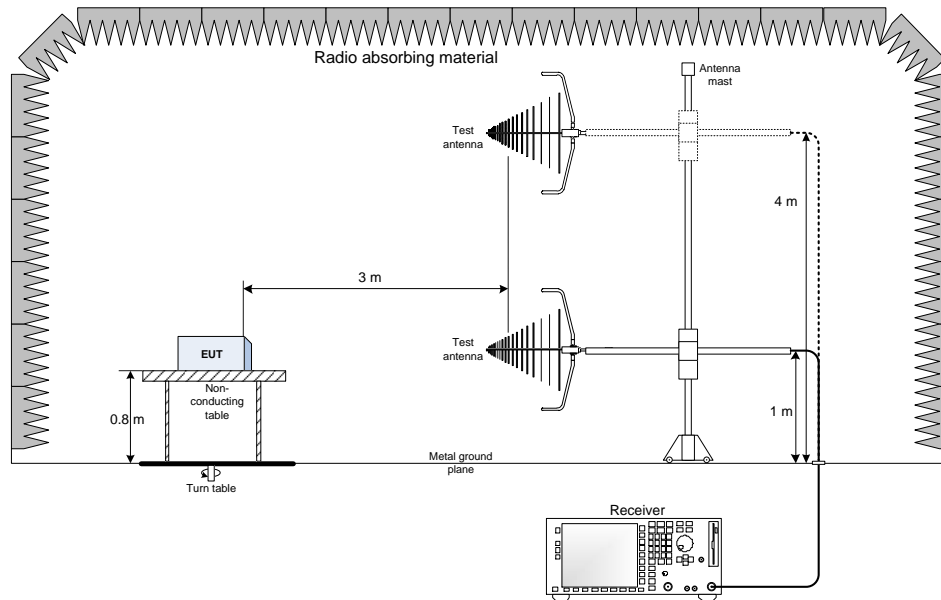 Radio absorbing material
Antenna
mast
Test
antenna
4 m
3 m
Test
antenna
EUT
Non-
conducting
table
0.8 m
1 m
Metal ground
plane
Turn table
Receiver